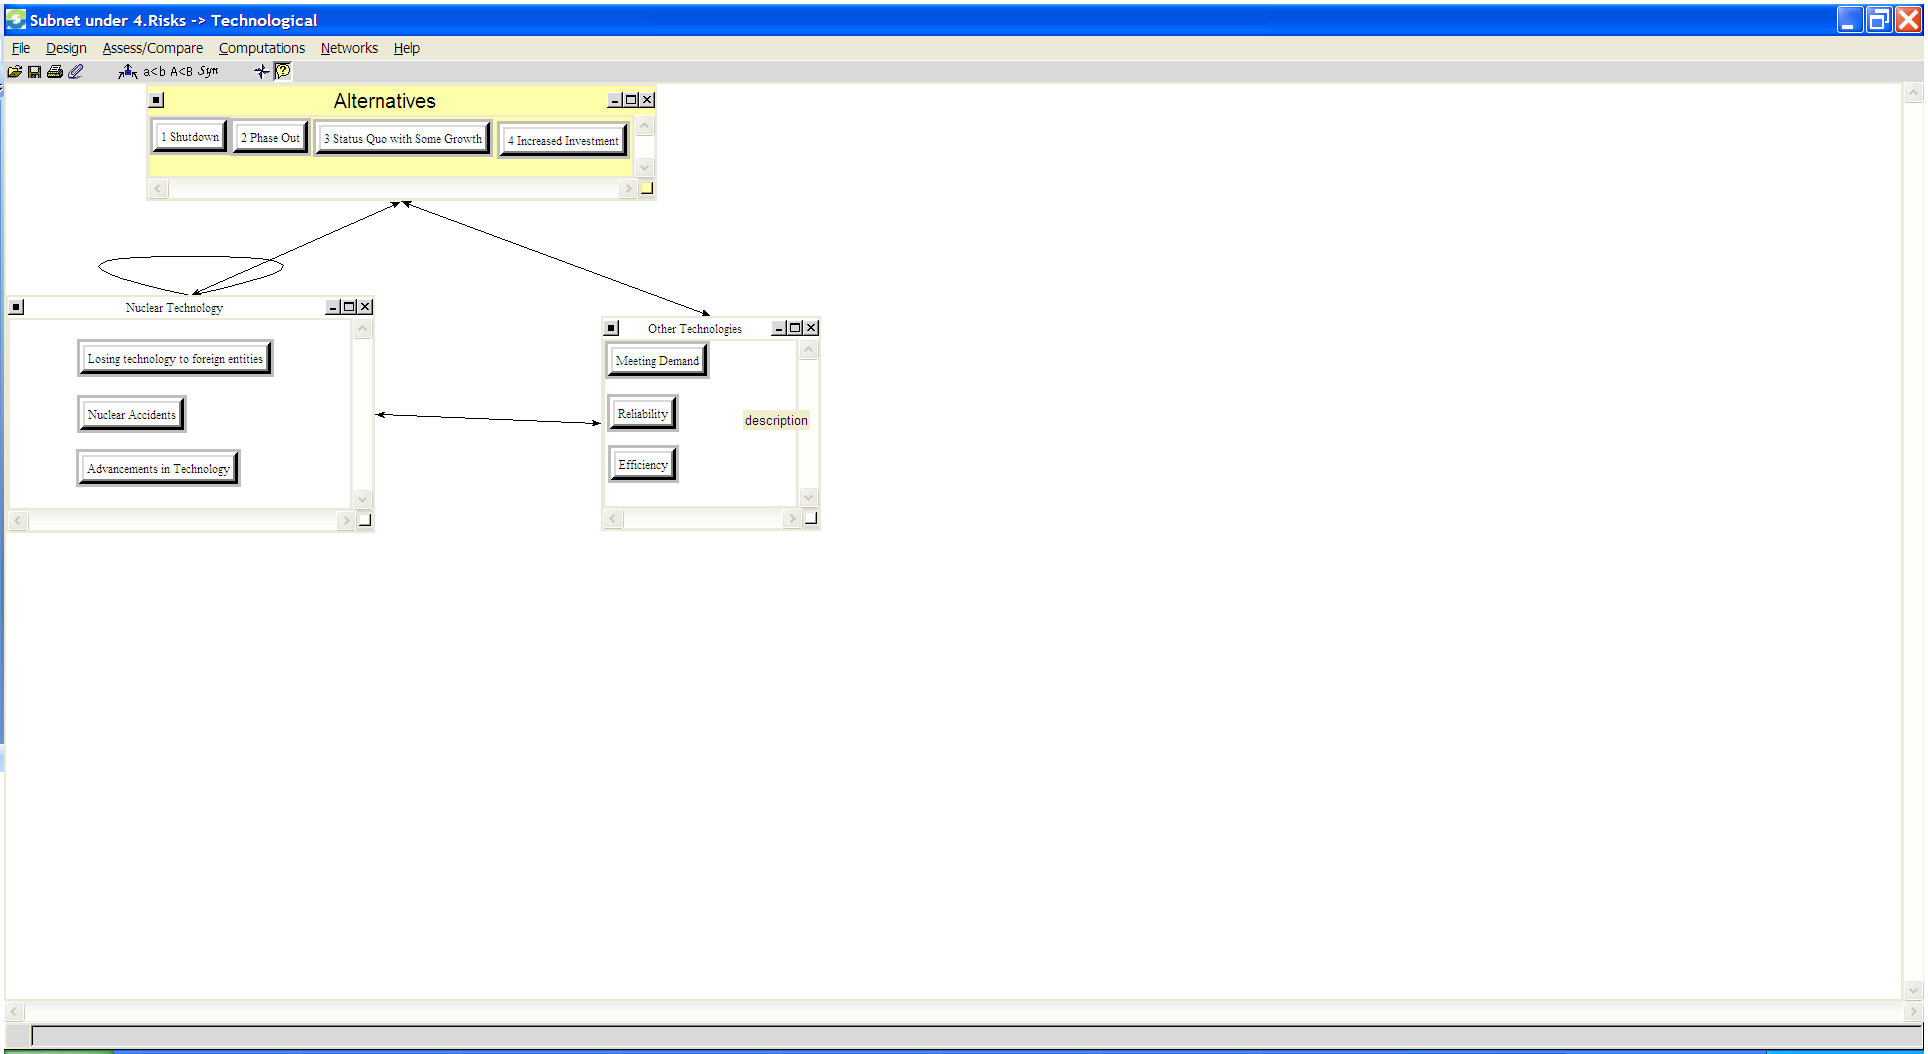 Subnet under 4.Risks -> Technological
File Design Assess/Compare Computations Networks Help
a<b A<B Syn
Alternatives
1 Shutdown 2 Phase Out 3 Status Quo with Some Growth 4 Increased Investment
Nuclear Technology
Losing technology to foreign entities
Nuclear Accidents
Advancements in Technology
Other Technologies
Meeting Demand
Reliability
description
Efficiency